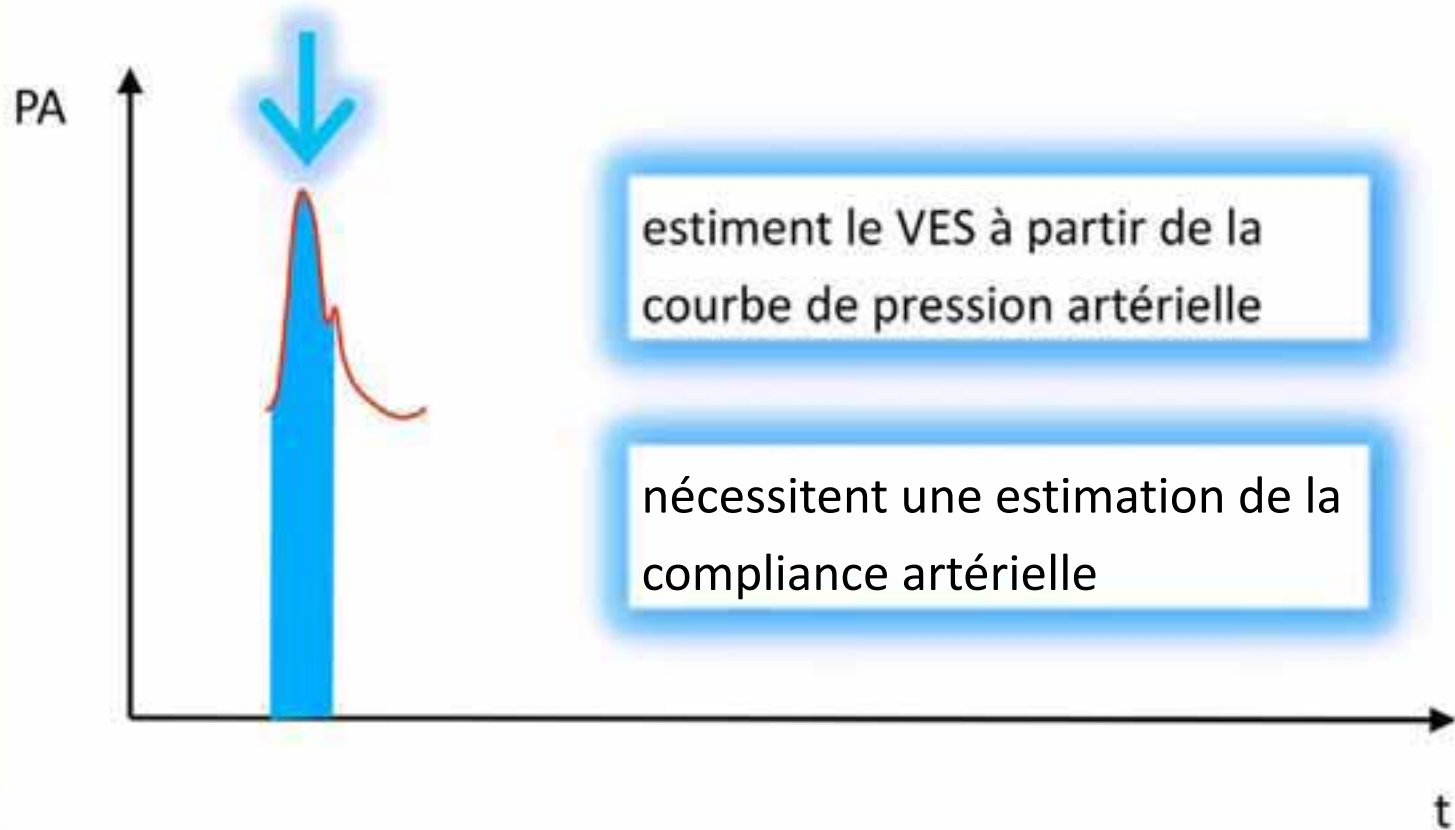 PA
estiment le VES à partir de la
courbe de pression artérielle
nécessitent une estimation de la
compliance artérielle
t